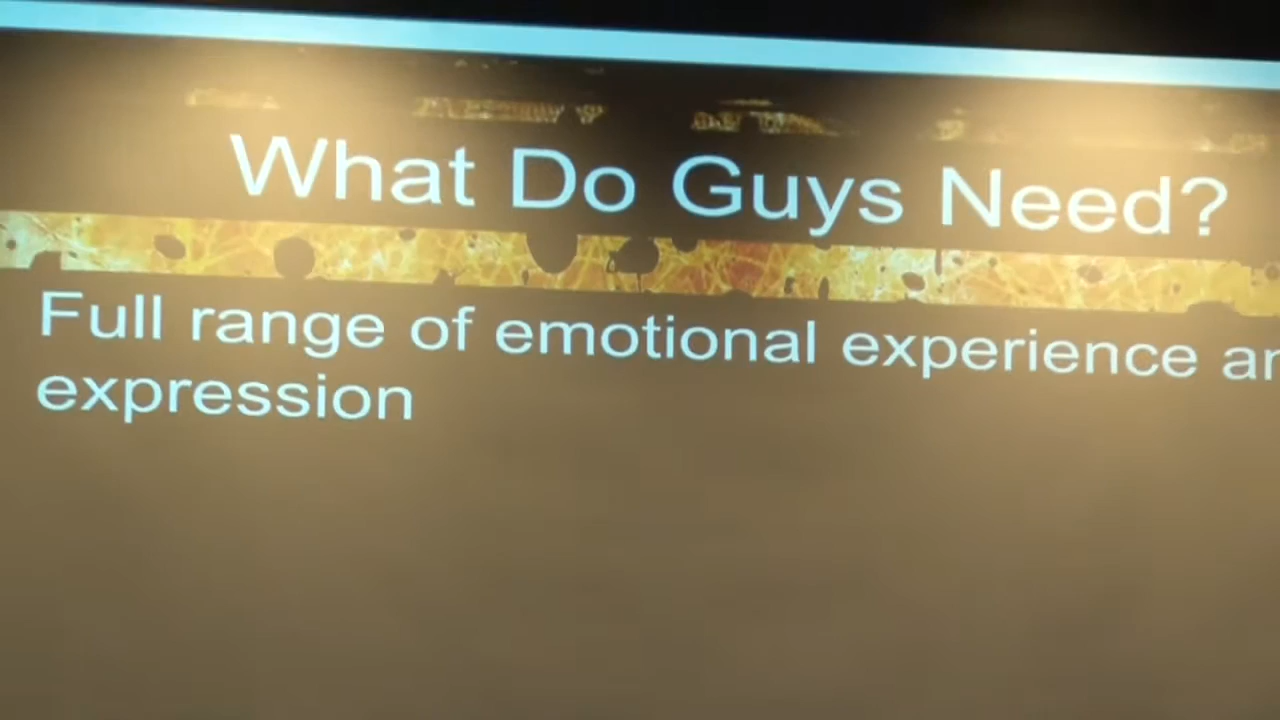 What Do Guys Need?
Full range of emotional experience
expression